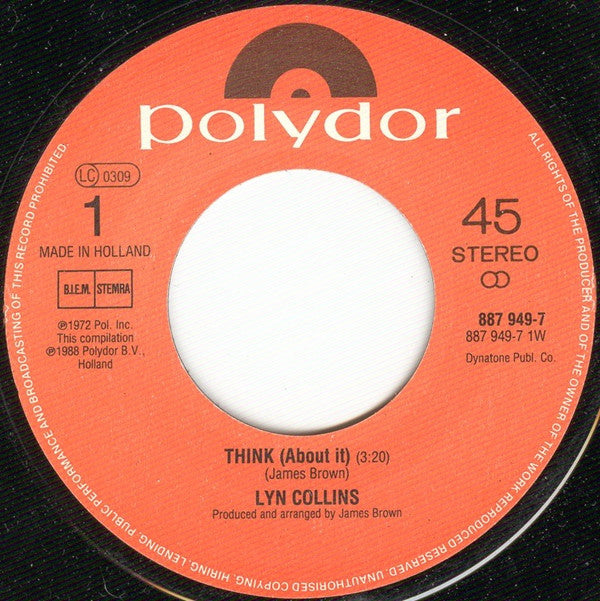 polydor
LC 0309
1
MADE IN HOLLAND
B.I.E.M. STEMRA
℗1972 Pol. Inc.
This compilation
℗1988 Polydor B.V.,
Holland
45
STEREO
887 949-7
887 949-7 1W
Dynatone Publ. Co.
THINK (About it) (3:20)
(James Brown)
LYN COLLINS
Produced and arranged by James Brown
ALL RIGHTS OF THE PRODUCER AND OF THE OWNER OF THE WORK REPRODUCED RESERVED. UNAUTHORISED COPYING, HIRING, LENDING, PUBLIC PERFORMANCE AND BROADCASTING OF THIS RECORD PROHIBITED.